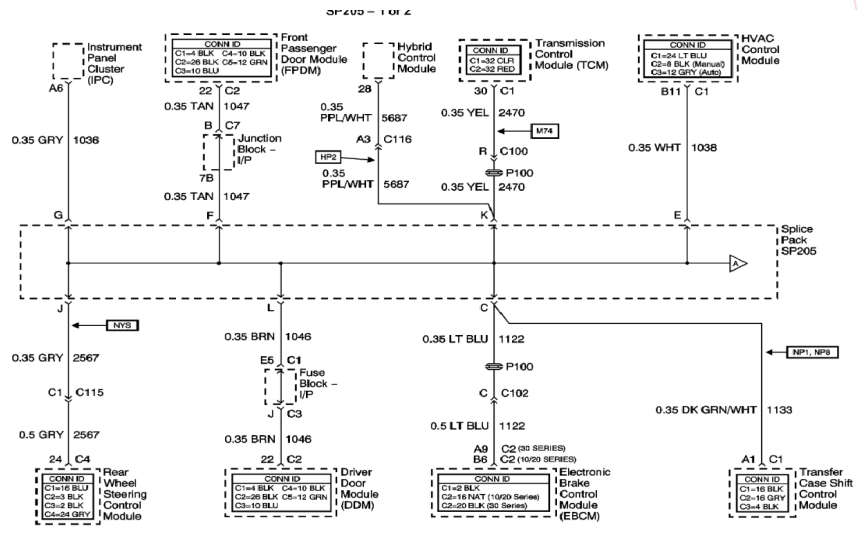 SP205 – 1 of 2
Instrument
Panel
Cluster
(IPC)
A6
0.35 GRY 1036
G
CONN ID
C1=4 BLK C4=10 BLK
C2=26 BLK C5=12 GRN
C3=10 BLU
Front
Passenger
Door Module
(FPDM)
22 C2
0.35 TAN 1047
B C7
Junction
Block –
I/P
7B
0.35 TAN 1047
F
Hybrid
Control
Module
28
0.35
PPL/WHT 5687
A3 C116
HP2
0.35
PPL/WHT 5687
CONN ID
C1=32 CLR
C2=32 RED
Transmission
Control
Module (TCM)
30 C1
0.35 YEL 2470
M74
R C100
P100
0.35 YEL 2470
K
CONN ID
C1=24 LT BLU
C2=8 BLK (Manual)
C3=12 GRY (Auto)
HVAC
Control
Module
B11 C1
0.35 WHT 1038
E
Splice
Pack
SP205
A
J
NYS
0.35 GRY 2567
C1 C115
0.5 GRY 2567
24 C4
CONN ID
C1=16 BLU
C2=3 BLK
C3=2 BLK
C4=24 GRY
Rear
Wheel
Steering
Control
Module
L
0.35 BRN 1046
E5 C1
Fuse
Block –
I/P
J C3
0.35 BRN 1046
22 C2
CONN ID
C1=4 BLK C4=10 BLK
C2=26 BLK C5=12 GRN
C3=10 BLU
Driver
Door
Module
(DDM)
C
0.35 LT BLU 1122
P100
C C102
0.5 LT BLU 1122
A9 C2 (30 SERIES)
B6 C2 (10/20 SERIES)
CONN ID
C1=2 BLK
C2=16 NAT (10/20 Series)
C2=20 BLK (30 Series)
Electronic
Brake
Control
Module
(EBCM)
NP1, NP8
0.35 DK GRN/WHT 1133
A1 C1
CONN ID
C1=16 BLK
C2=16 GRY
C3=4 BLK
Transfer
Case Shift
Control
Module